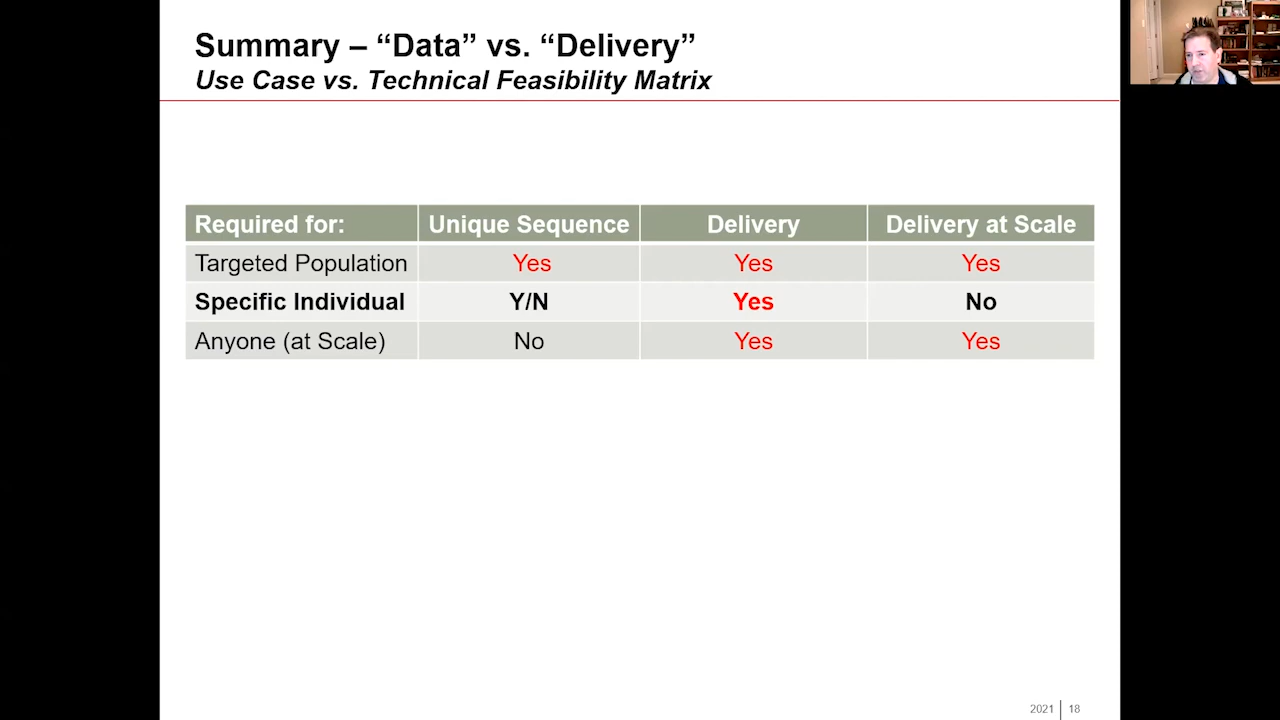 Summary – “Data” vs. “Delivery”
Use Case vs. Technical Feasibility Matrix
Required for: Unique Sequence Delivery Delivery at Scale
Targeted Population Yes Yes Yes
Specific Individual Y/N Yes No
Anyone (at Scale) No Yes Yes
2021 18